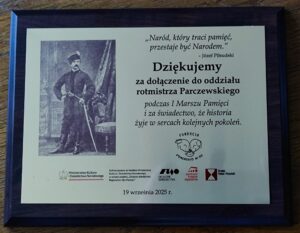 „Naród, który traci pamięć,
przestaje być Narodem.”
– Józef Piłsudski
Dziękujemy
za dołączenie do oddziału
rotmistrza Parczewskiego
podczas I Marszu Pamięci
i za świadectwo, że historia
żyje w sercach kolejnych pokoleń.
FUNDACJA
19 września 2025 r.